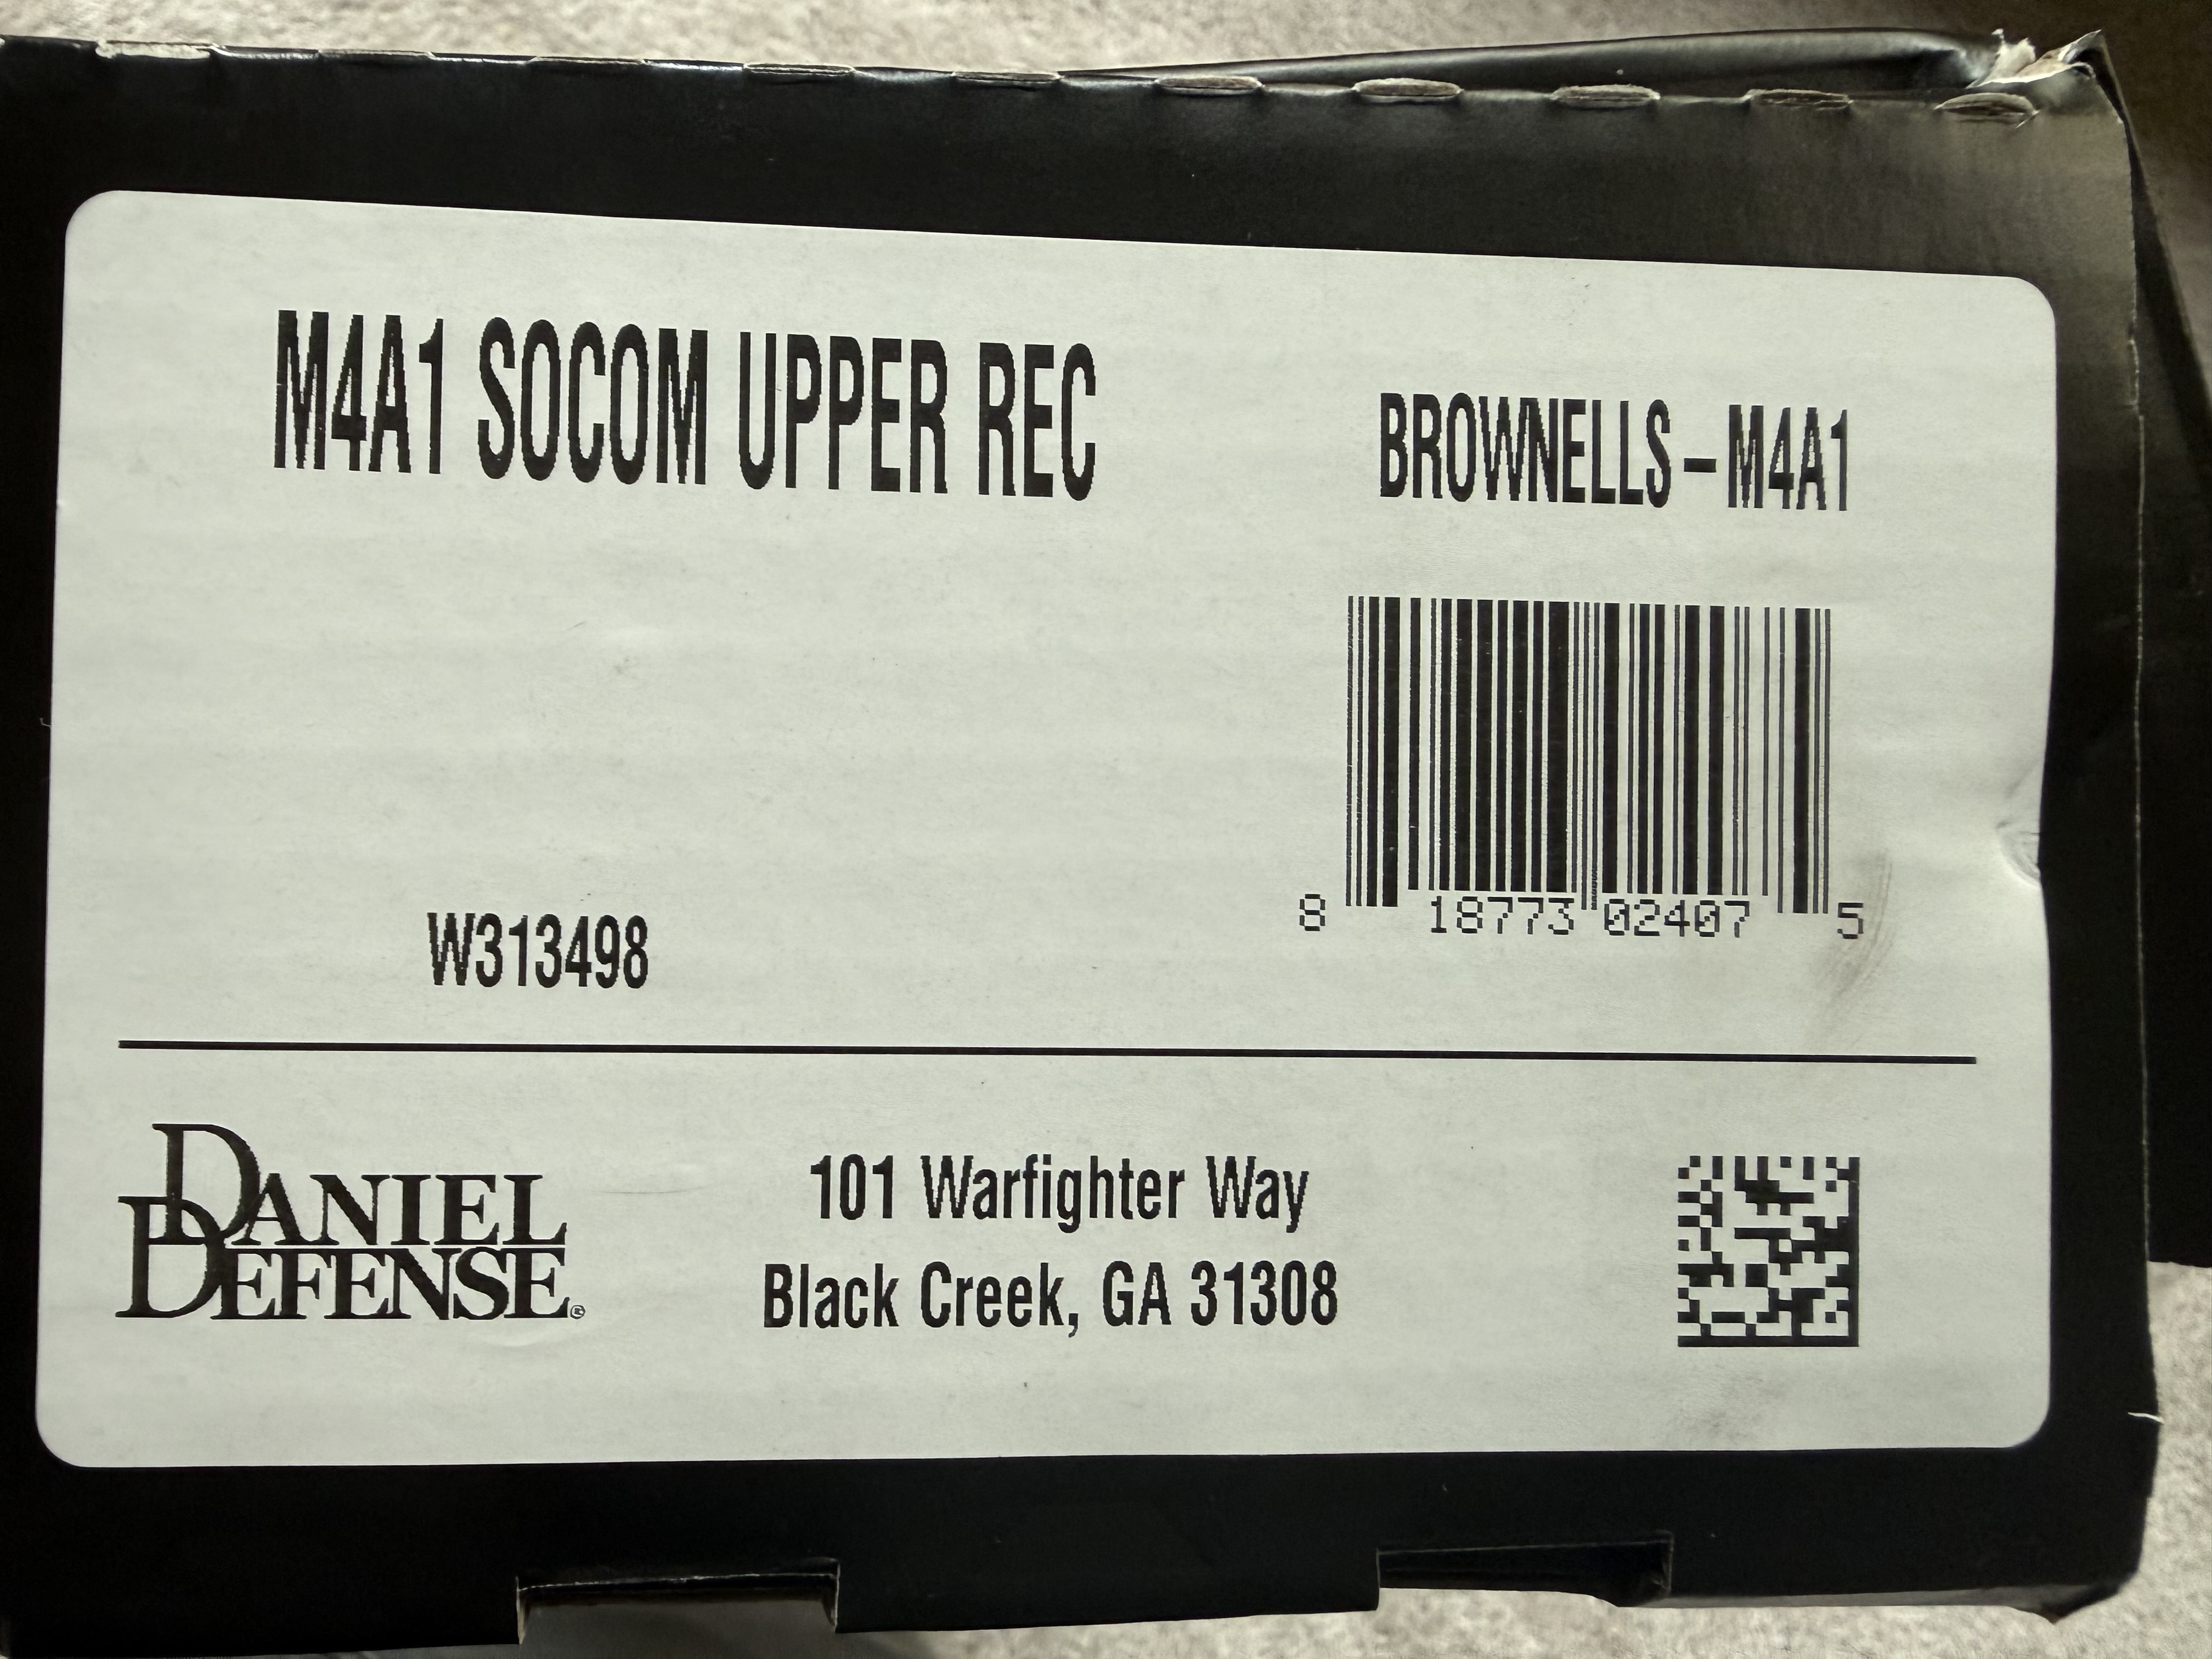 M4A1 SOCOM UPPER REC
BROWNELLS-M4A1
8 18773 02407 5
W313498
DANIEL
DEFENSE®
101 Warfighter Way
Black Creek, GA 31308